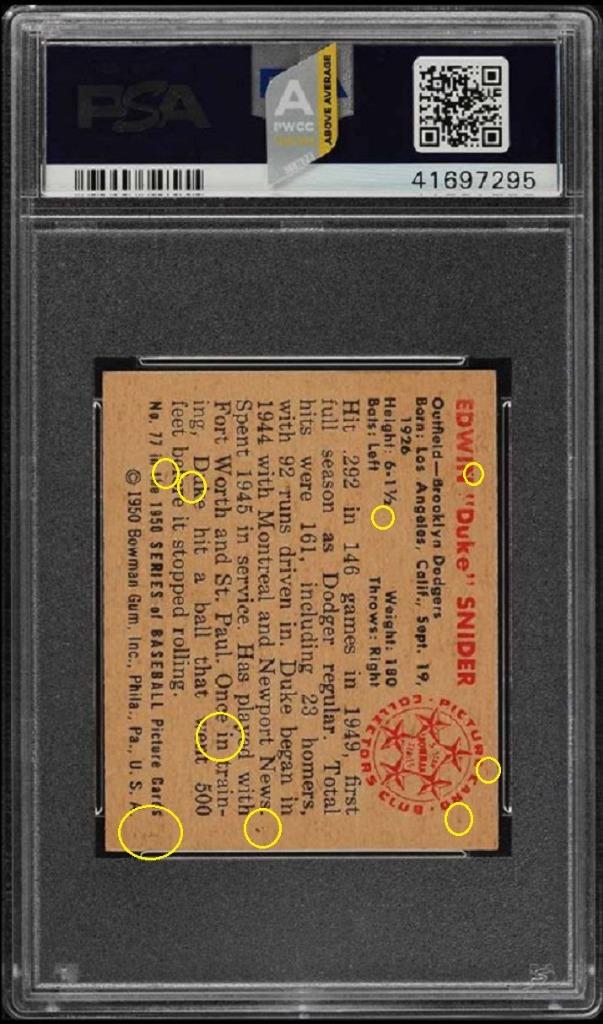 PSA
A
PWCC
ABOVE AVERAGE
41697295
EDWIN "Duke" SNIDER
Outfield—Brooklyn Dodgers
Born: Los Angeles, Calif., Sept. 19,
1926
Height: 6-1½ Weight: 180
Bats: Left Throws: Right
Hit .292 in 146 games in 1949, first
full season as Dodger regular. Total
hits were 161, including 23 homers,
with 92 runs driven in. Duke began in
1944 with Montreal and Newport News.
Spent 1945 in service. Has played with
Fort Worth and St. Paul. Once in train-
ing, Duke hit a ball that went 500
feet before it stopped rolling.
No. 77 in the 1950 SERIES of BASEBALL Picture Cards
© 1950 Bowman Gum, Inc., Phila., Pa., U. S. A.
PICTURE CARD
COLLECTORS CLUB
BOWMAN